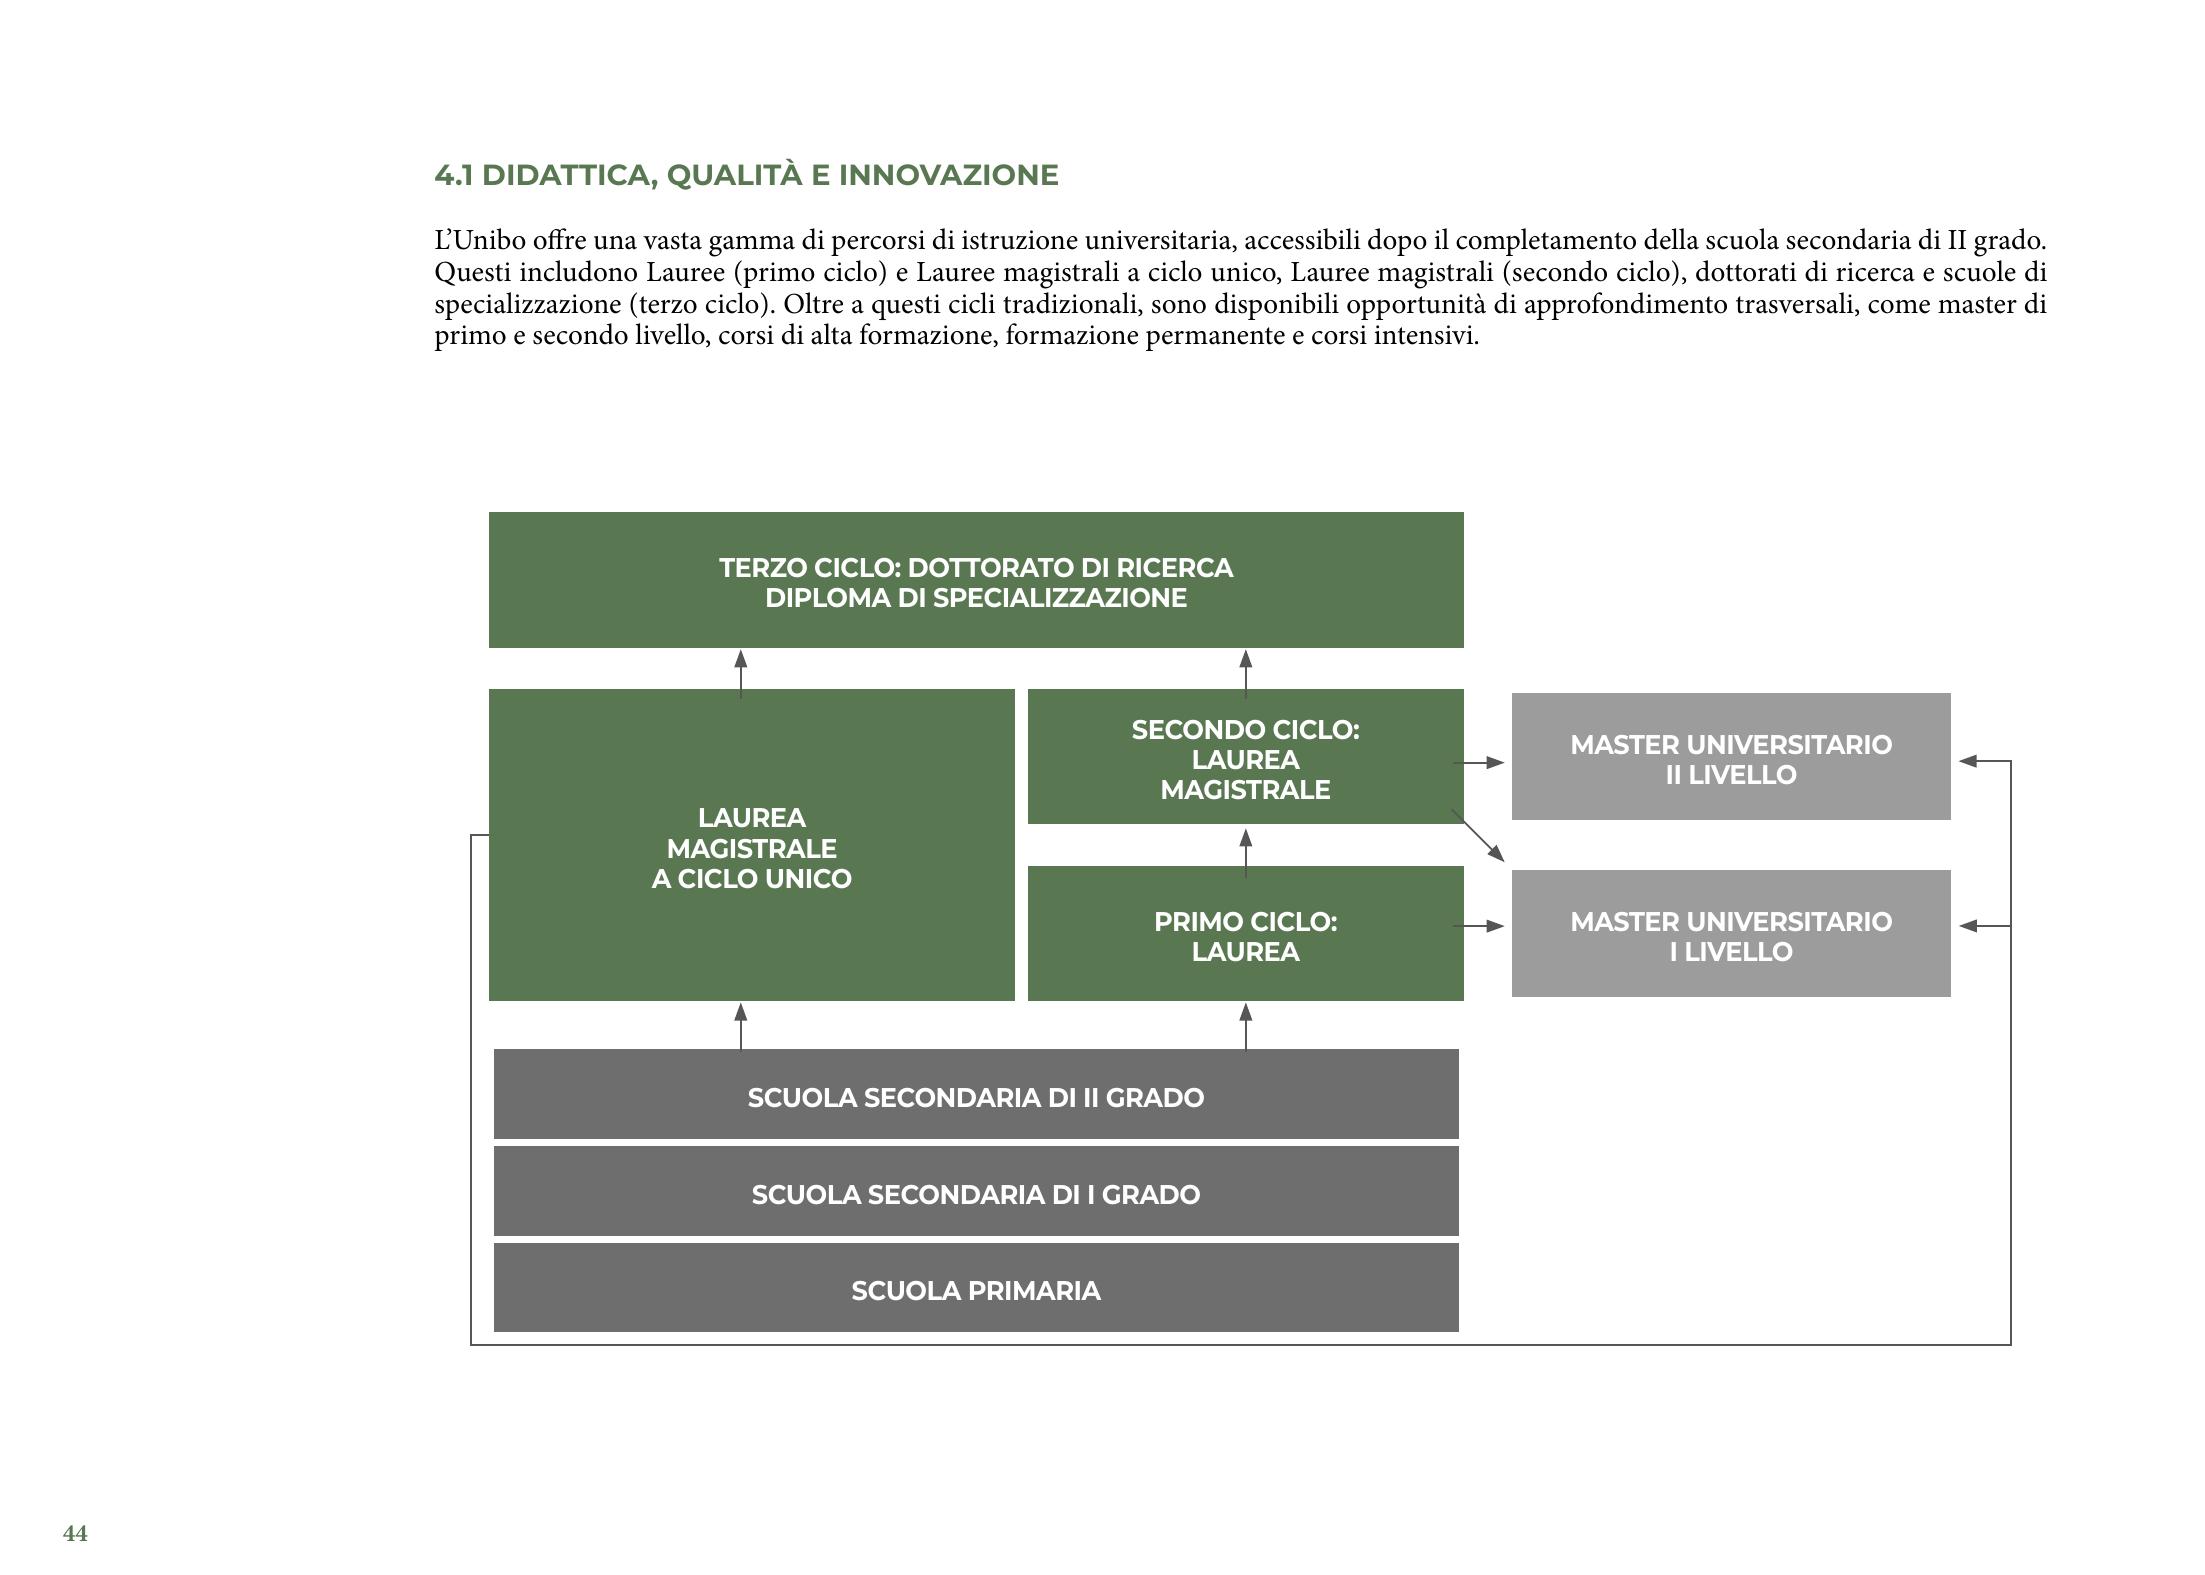 4.1 DIDATTICA, QUALITÀ E INNOVAZIONE
L’Unibo offre una vasta gamma di percorsi di istruzione universitaria, accessibili dopo il completamento della scuola secondaria di II grado.
Questi includono Lauree (primo ciclo) e Lauree magistrali a ciclo unico, Lauree magistrali (secondo ciclo), dottorati di ricerca e scuole di
specializzazione (terzo ciclo). Oltre a questi cicli tradizionali, sono disponibili opportunità di approfondimento trasversali, come master di
primo e secondo livello, corsi di alta formazione, formazione permanente e corsi intensivi.
TERZO CICLO: DOTTORATO DI RICERCA
DIPLOMA DI SPECIALIZZAZIONE
LAUREA
MAGISTRALE
A CICLO UNICO
SECONDO CICLO:
LAUREA
MAGISTRALE
MASTER UNIVERSITARIO
II LIVELLO
PRIMO CICLO:
LAUREA
MASTER UNIVERSITARIO
I LIVELLO
SCUOLA SECONDARIA DI II GRADO
SCUOLA SECONDARIA DI I GRADO
SCUOLA PRIMARIA
44